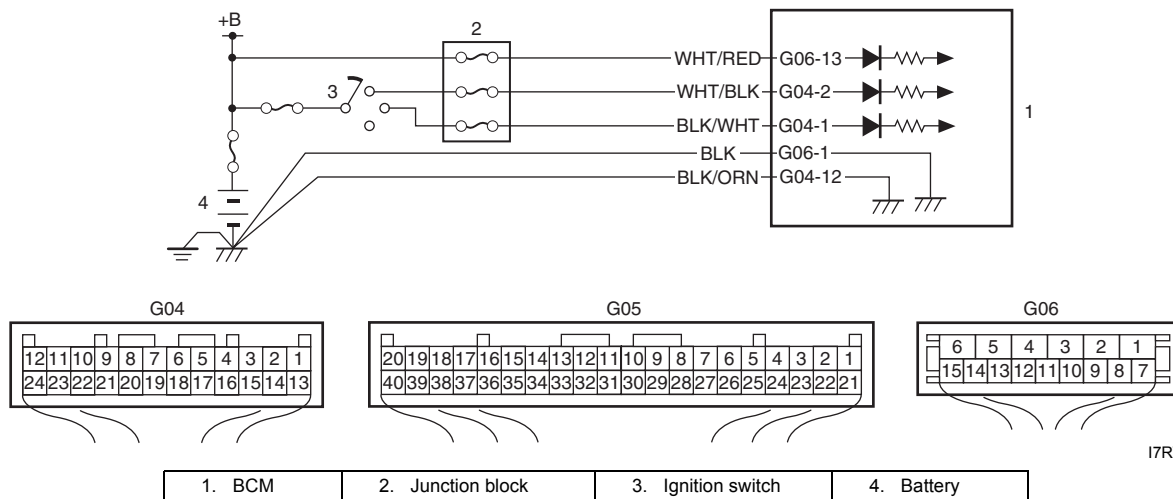 +B
2
WHT/RED G06-13
3
WHT/BLK G04-2
1
BLK/WHT G04-1
BLK G06-1
BLK/ORN G04-12
4
G04
G05
G06
12 11 10 9 8 7 6 5 4 3 2 1
24 23 22 21 20 19 18 17 16 15 14 13
20 19 18 17 16 15 14 13 12 11 10 9 8 7 6 5 4 3 2 1
40 39 38 37 36 35 34 33 32 31 30 29 28 27 26 25 24 23 22 21
6 5 4 3 2 1
15 14 13 12 11 10 9 8 7
I7R
1. BCM 2. Junction block 3. Ignition switch 4. Battery